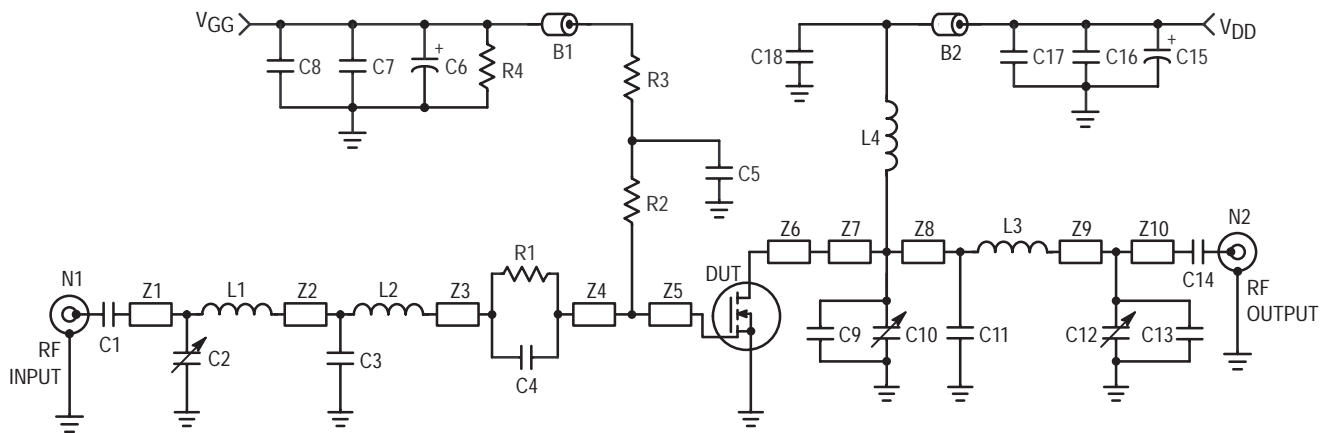 VGG
B1
C8
C7
+
C6
R4
R3
C5
R2
C18
B2
VDD
C17
C16
+
C15
L4
N1
RF
INPUT
C1
Z1
L1
Z2
L2
Z3
R1
C4
Z4
Z5
C2
C3
DUT
Z6
Z7
Z8
L3
Z9
Z10
C14
N2
RF
OUTPUT
C9
C10
C11
C12
C13